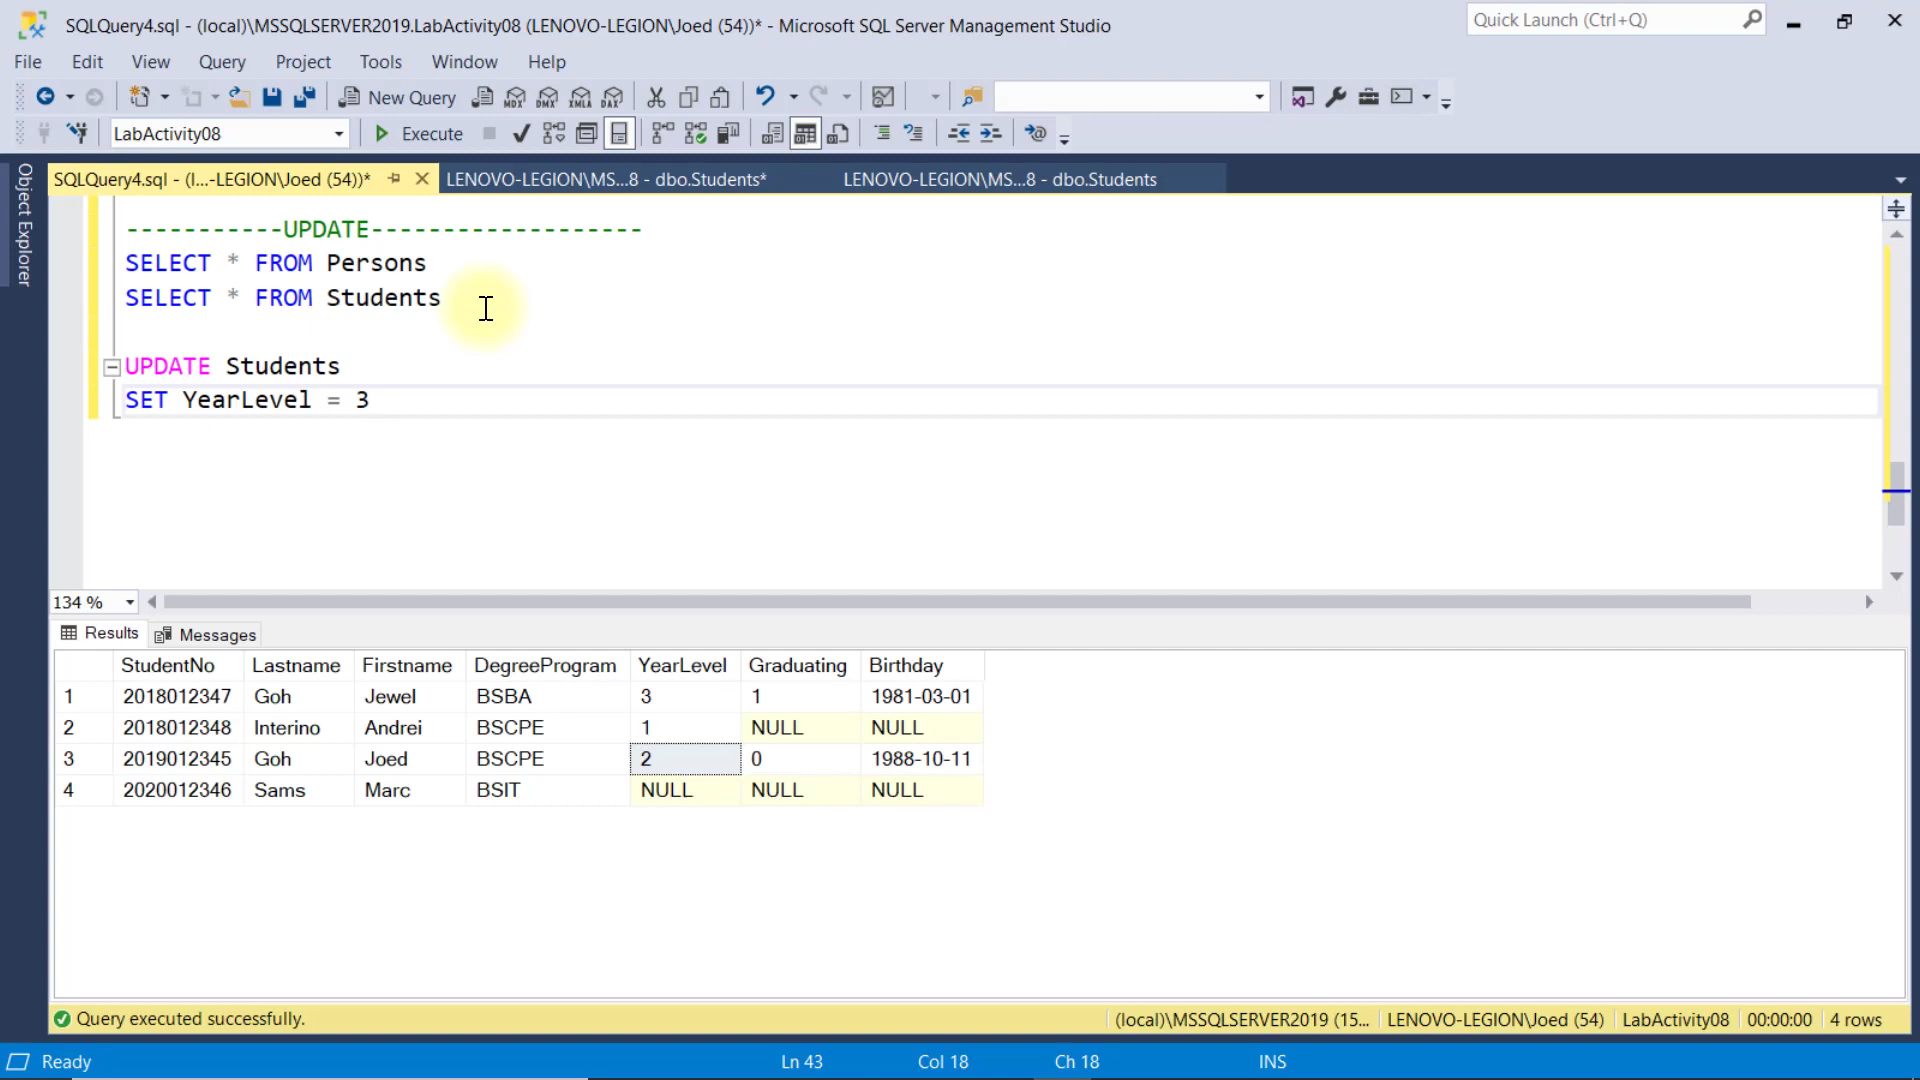 SQLQuery4.sql - (local)\MSSQLSERVER2019.LabActivity08 (LENOVO-LEGION\Joed (54))* - Microsoft SQL Server Management Studio
Quick Launch (Ctrl+Q)
File Edit View Query Project Tools Window Help
New Query MDX DMX XMLA DAX
LabActivity08 Execute
Object Explorer
SQLQuery4.sql - (l...-LEGION\Joed (54))* LENOVO-LEGION\MS...8 - dbo.Students* LENOVO-LEGION\MS...8 - dbo.Students
-----------UPDATE-------------------
SELECT * FROM Persons
SELECT * FROM Students
UPDATE Students
SET YearLevel = 3
134 %
Results Messages
StudentNo Lastname Firstname DegreeProgram YearLevel Graduating Birthday
1 2018012347 Goh Jewel BSBA 3 1 1981-03-01
2 2018012348 Interino Andrei BSCPE 1 NULL NULL
3 2019012345 Goh Joed BSCPE 2 0 1988-10-11
4 2020012346 Sams Marc BSIT NULL NULL NULL
Query executed successfully. (local)\MSSQLSERVER2019 (15... LENOVO-LEGION\Joed (54) LabActivity08 00:00:00 4 rows
Ready Ln 43 Col 18 Ch 18 INS